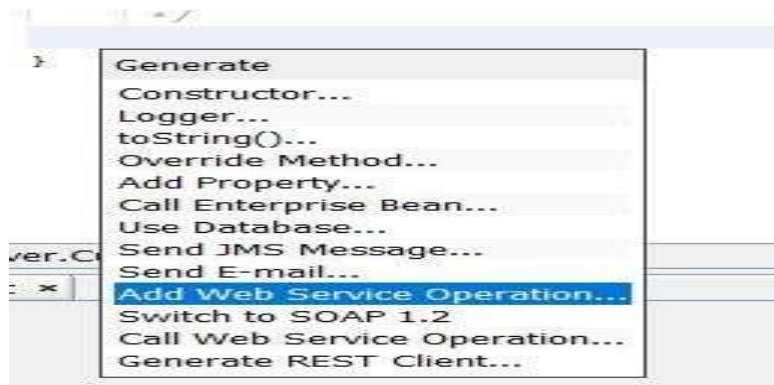 */
}
Generate
Constructor...
Logger...
toString()...
Override Method...
Add Property...
Call Enterprise Bean...
Use Database...
Send JMS Message...
ver.C
Send E-mail...
Add Web Service Operation...
Switch to SOAP 1.2
Call Web Service Operation...
Generate REST Client...